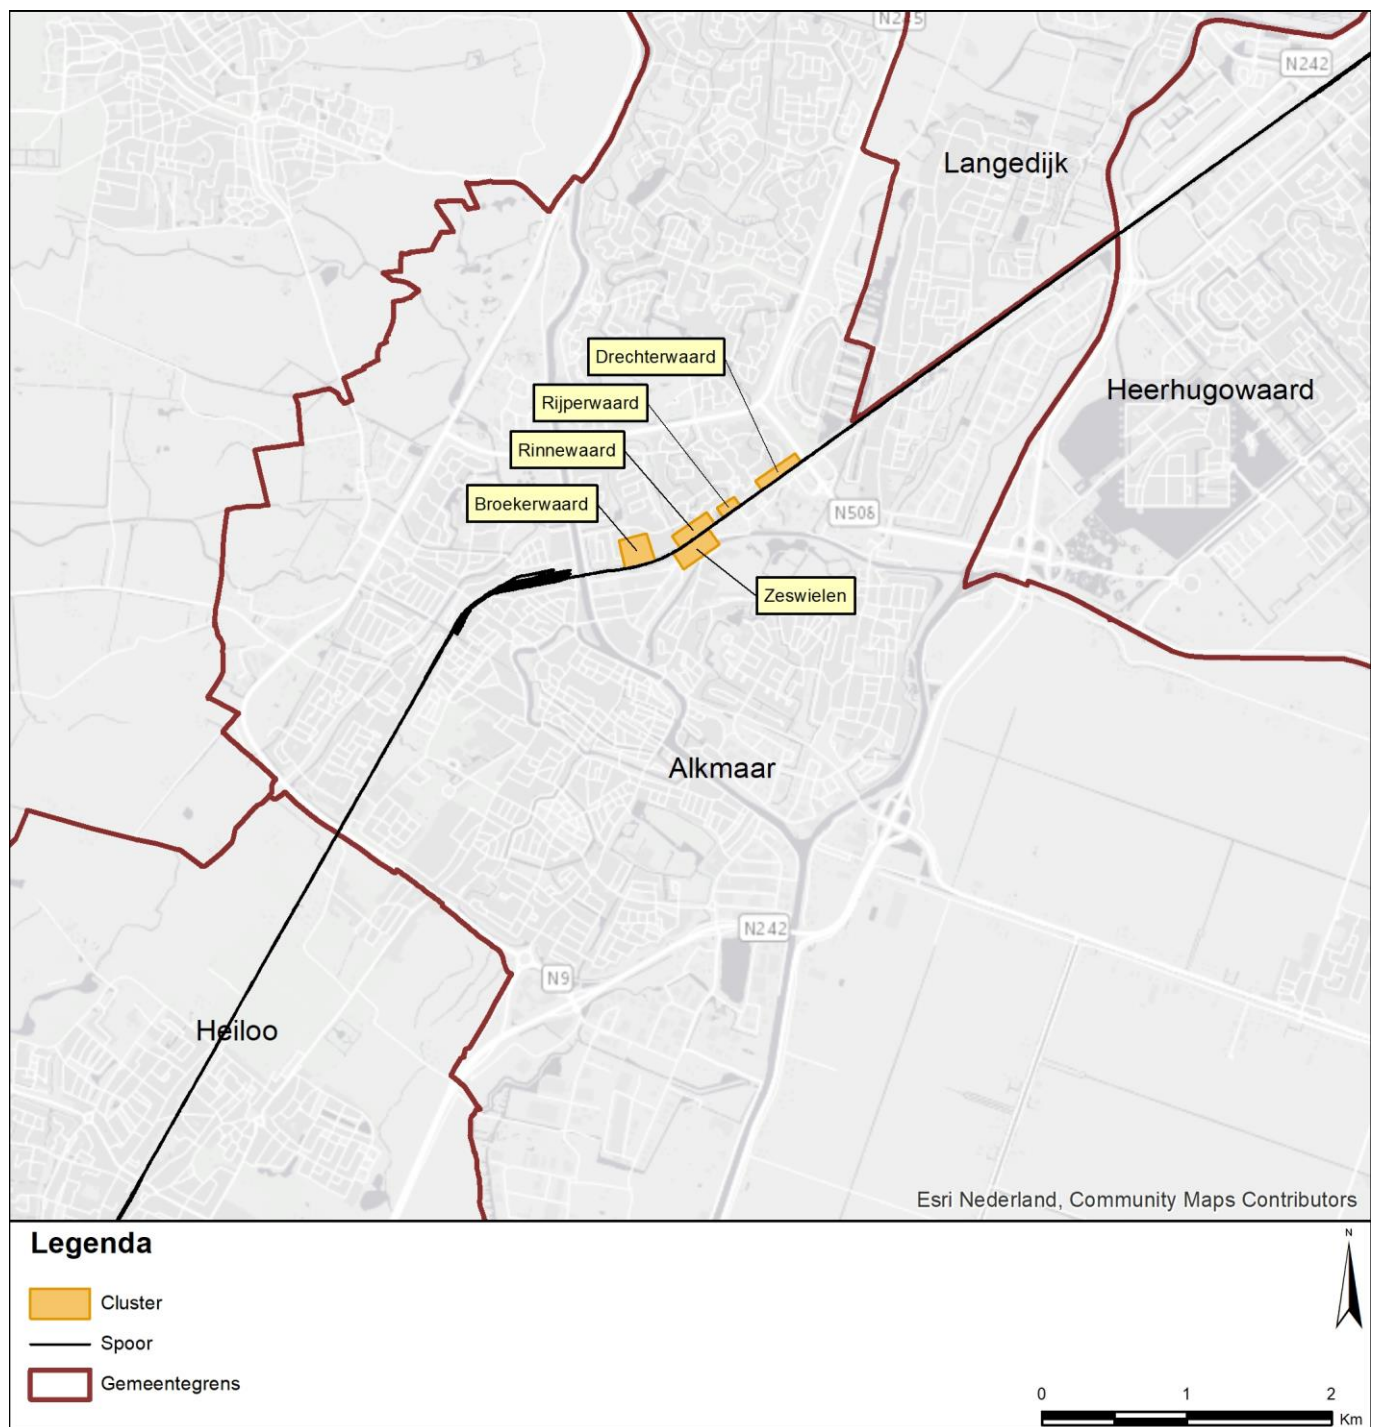 N245
N242
Langedijk
Drechterwaard
Heerhugowaard
Rijperwaard
Rinnewaard
Broekerwaard
N508
Zeswielen
Alkmaar
N242
N9
Heiloo
Esri Nederland, Community Maps Contributors
Legenda
N
Cluster
Spoor
Gemeentegrens
0 1 2
Km